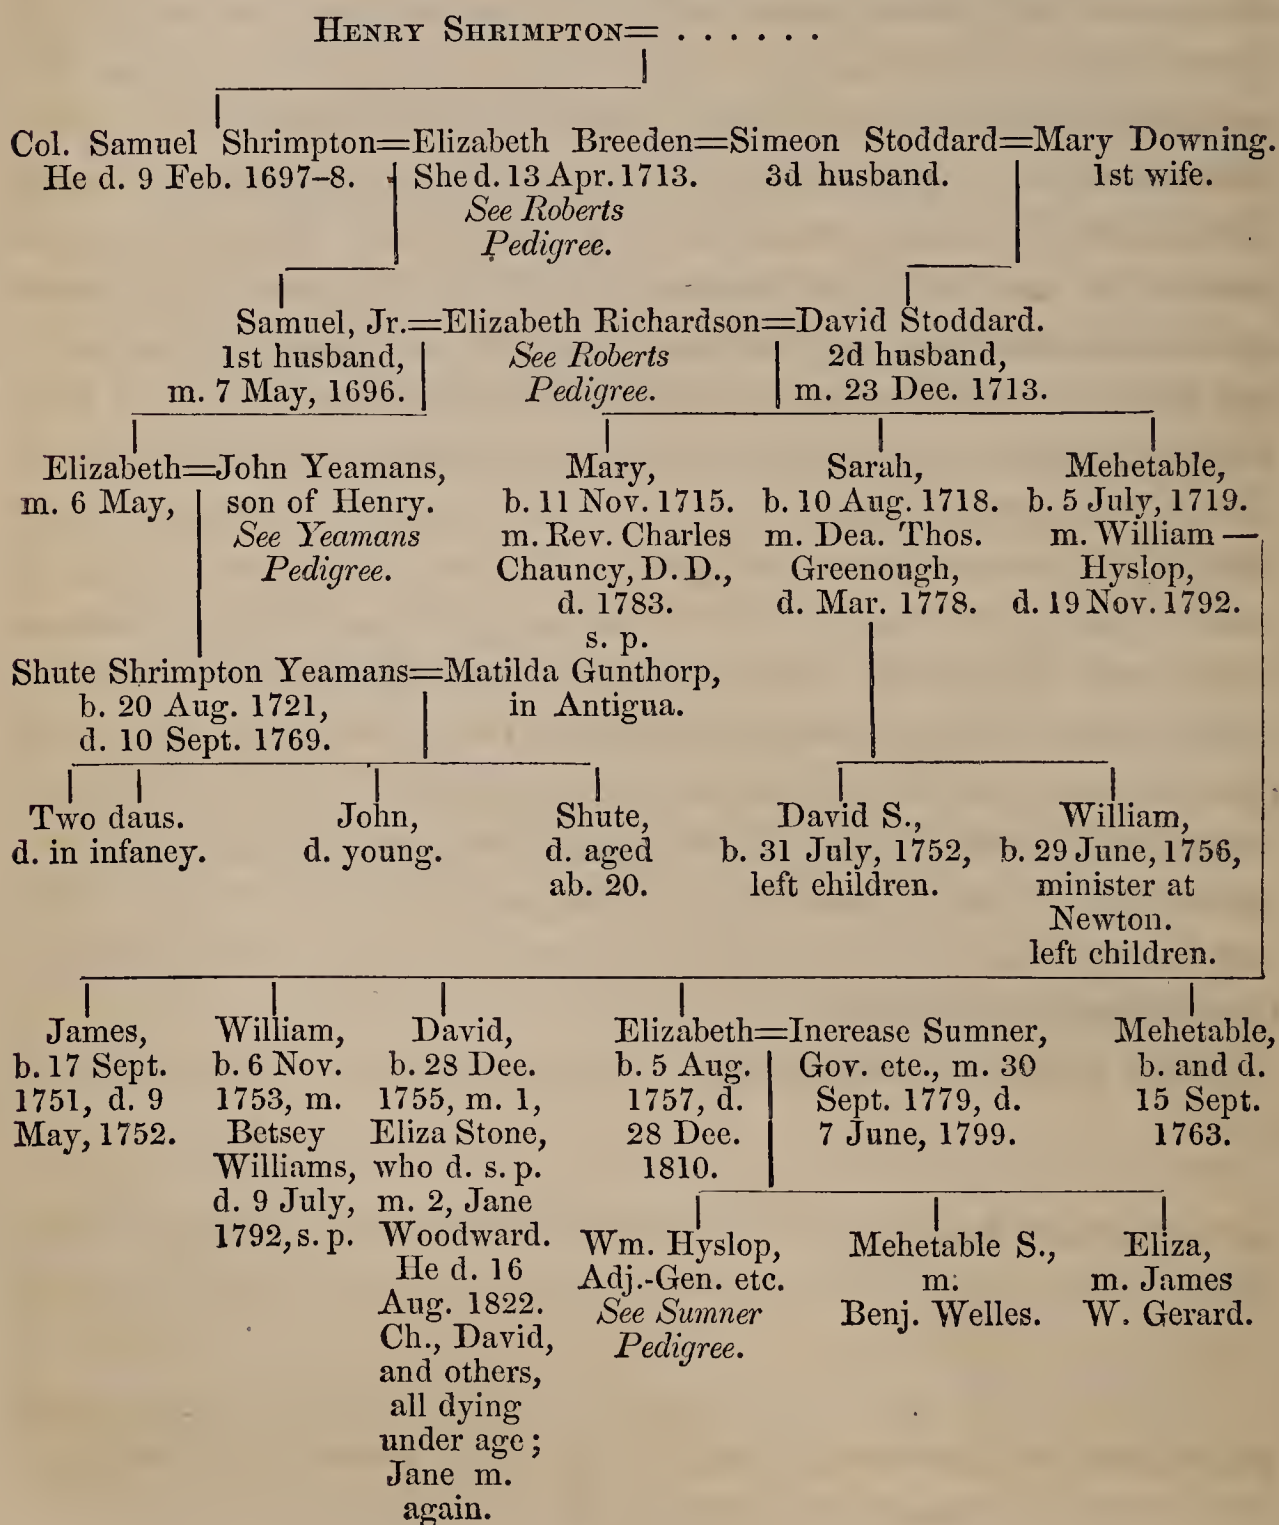 HENRY SHRIMPTON= . . . . . .
Col. Samuel Shrimpton=Elizabeth Breeden=Simeon Stoddard=Mary Downing.
He d. 9 Feb. 1697–8. She d. 13 Apr. 1713. 3d husband. 1st wife.
See Roberts
Pedigree.
Samuel, Jr.=Elizabeth Richardson=David Stoddard.
1st husband, See Roberts 2d husband,
m. 7 May, 1696. Pedigree. m. 23 Dec. 1713.
Elizabeth=John Yeamans,
m. 6 May, son of Henry.
See Yeamans
Pedigree.
Mary,
b. 11 Nov. 1715.
m. Rev. Charles
Chauncy, D.D.,
d. 1783.
s. p.
Sarah,
b. 10 Aug. 1718.
m. Dea. Thos.
Greenough,
d. Mar. 1778.
Mehetable,
b. 5 July, 1719.
m. William —
Hyslop,
d. 19 Nov. 1792.
Shute Shrimpton Yeamans=Matilda Gunthorp,
b. 20 Aug. 1721, in Antigua.
d. 10 Sept. 1769.
Two daus.
d. in infancy.
John,
d. young.
Shute,
d. aged
ab. 20.
David S.,
b. 31 July, 1752,
left children.
William,
b. 29 June, 1756,
minister at
Newton.
left children.
James,
b. 17 Sept.
1751, d. 9
May, 1752.
William,
b. 6 Nov.
1753, m.
Betsey
Williams,
d. 9 July,
1792, s. p.
David,
b. 28 Dec.
1755, m. 1,
Eliza Stone,
who d. s. p.
m. 2, Jane
Woodward.
He d. 16
Aug. 1822.
Ch., David,
and others,
all dying
under age;
Jane m.
again.
Elizabeth=Increase Sumner,
b. 5 Aug. Gov. etc., m. 30
1757, d. Sept. 1779, d.
28 Dec. 7 June, 1799.
1810.
Mehetable,
b. and d.
15 Sept.
1763.
Wm. Hyslop,
Adj.-Gen. etc.
See Sumner
Pedigree.
Mehetable S.,
m.
Benj. Welles.
Eliza,
m. James
W. Gerard.